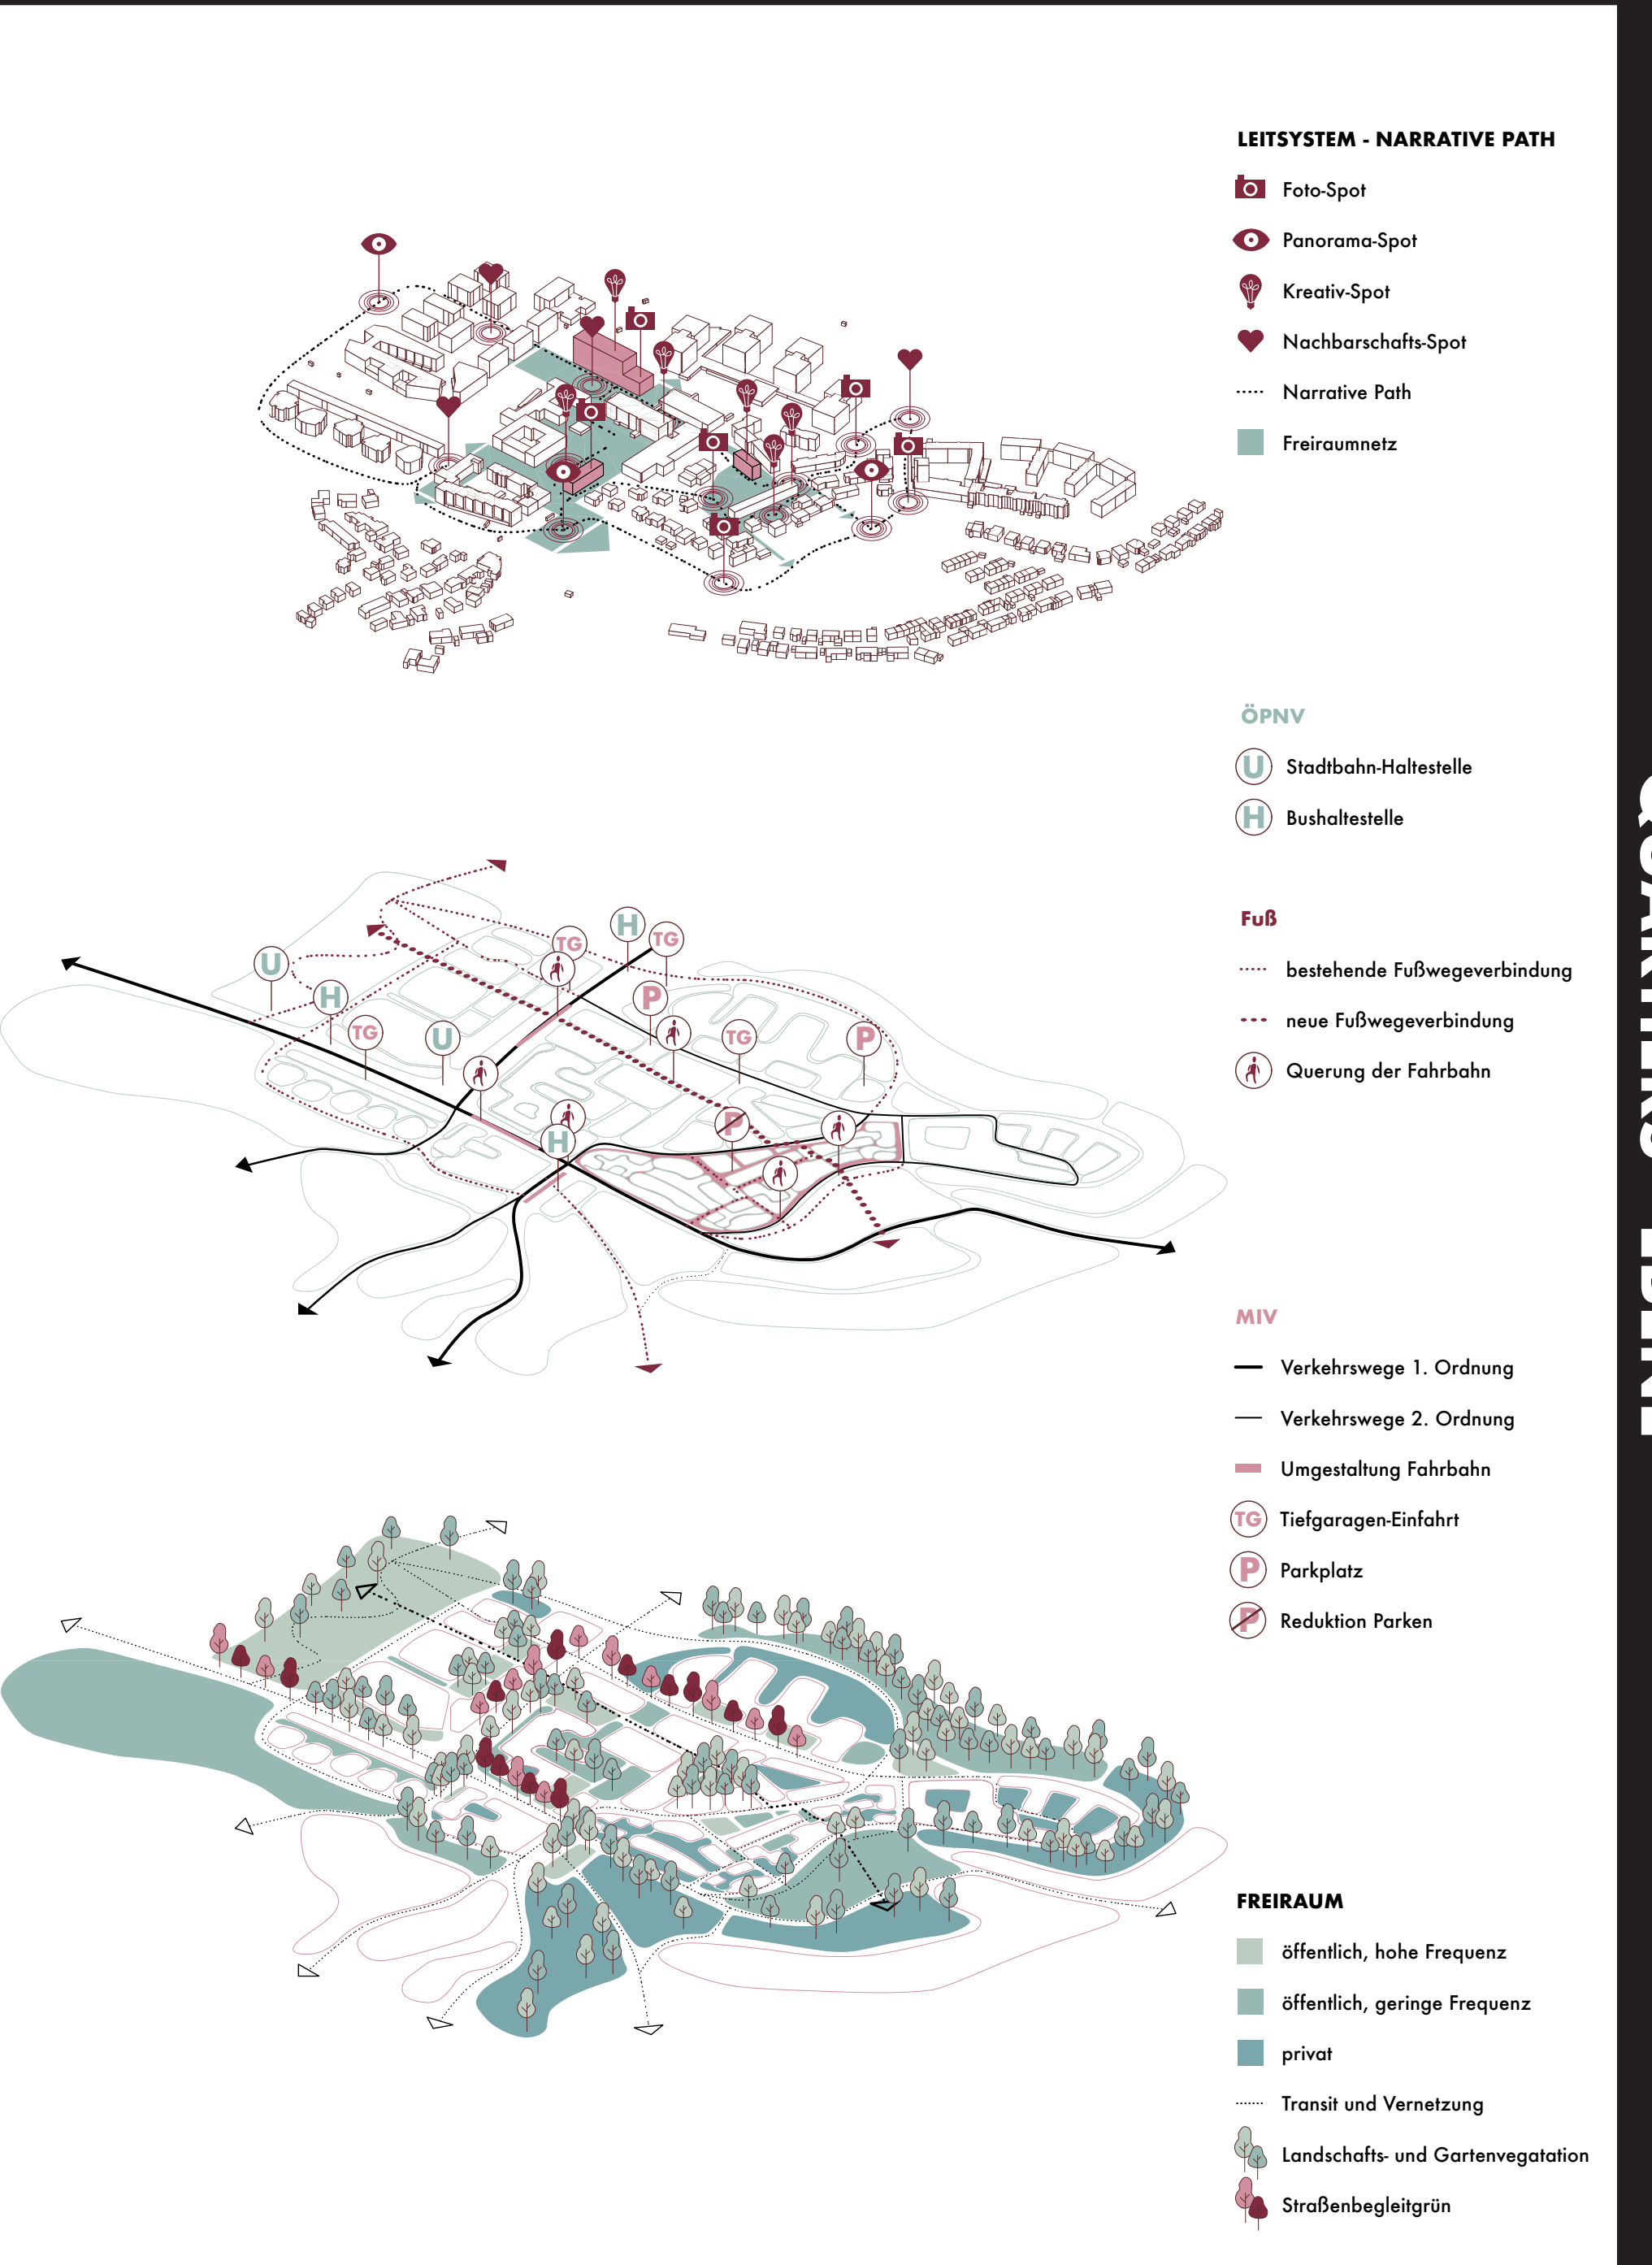 LEITSYSTEM - NARRATIVE PATH
Foto-Spot
Panorama-Spot
Kreativ-Spot
Nachbarschafts-Spot
Narrative Path
Freiraumnetz
ÖPNV
U Stadtbahn-Haltestelle
H Bushaltestelle
H
TG
TG
U
H
P
TG
U
TG
P
P
H
Fuß
bestehende Fußwegeverbindung
neue Fußwegeverbindung
Querung der Fahrbahn
MIV
Verkehrswege 1. Ordnung
Verkehrswege 2. Ordnung
Umgestaltung Fahrbahn
TG Tiefgaragen-Einfahrt
P Parkplatz
P Reduktion Parken
FREIRAUM
öffentlich, hohe Frequenz
öffentlich, geringe Frequenz
privat
Transit und Vernetzung
Landschafts- und Gartenvegatation
Straßenbegleitgrün